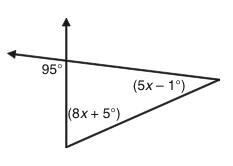 95°
(5x – 1°)
(8x + 5°)